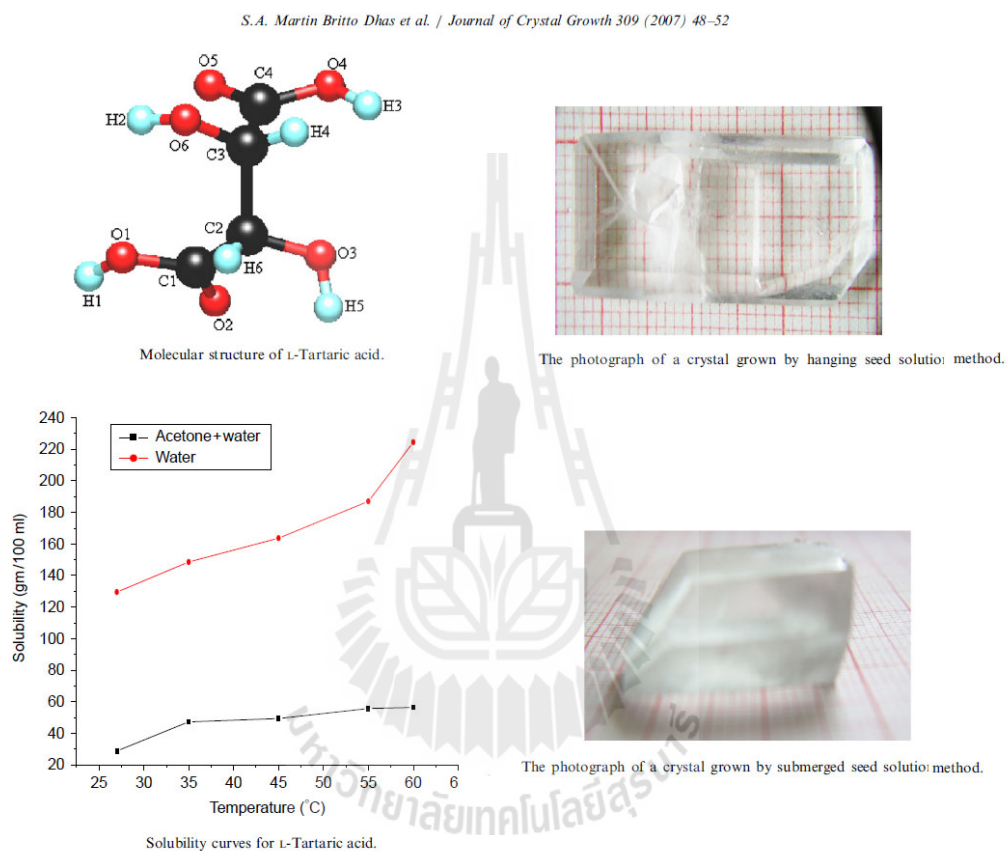 S.A. Martin Britto Dhas et al. / Journal of Crystal Growth 309 (2007) 48–52
O5
C4
O4
H3
H2
O6
C3
H4
C2
O1
O3
H6
C1
H1
O2
H5
Molecular structure of L-Tartaric acid.
The photograph of a crystal grown by hanging seed solution method.
240
220
200
180
160
140
120
100
80
60
40
20
Solubility (gm/100 ml)
Acetone+water
Water
25 30 35 40 45 50 55 60 6
Temperature (°C)
Solubility curves for L-Tartaric acid.
The photograph of a crystal grown by submerged seed solution method.
มหาวิทยาลัยเทคโนโลยีสุรนารี